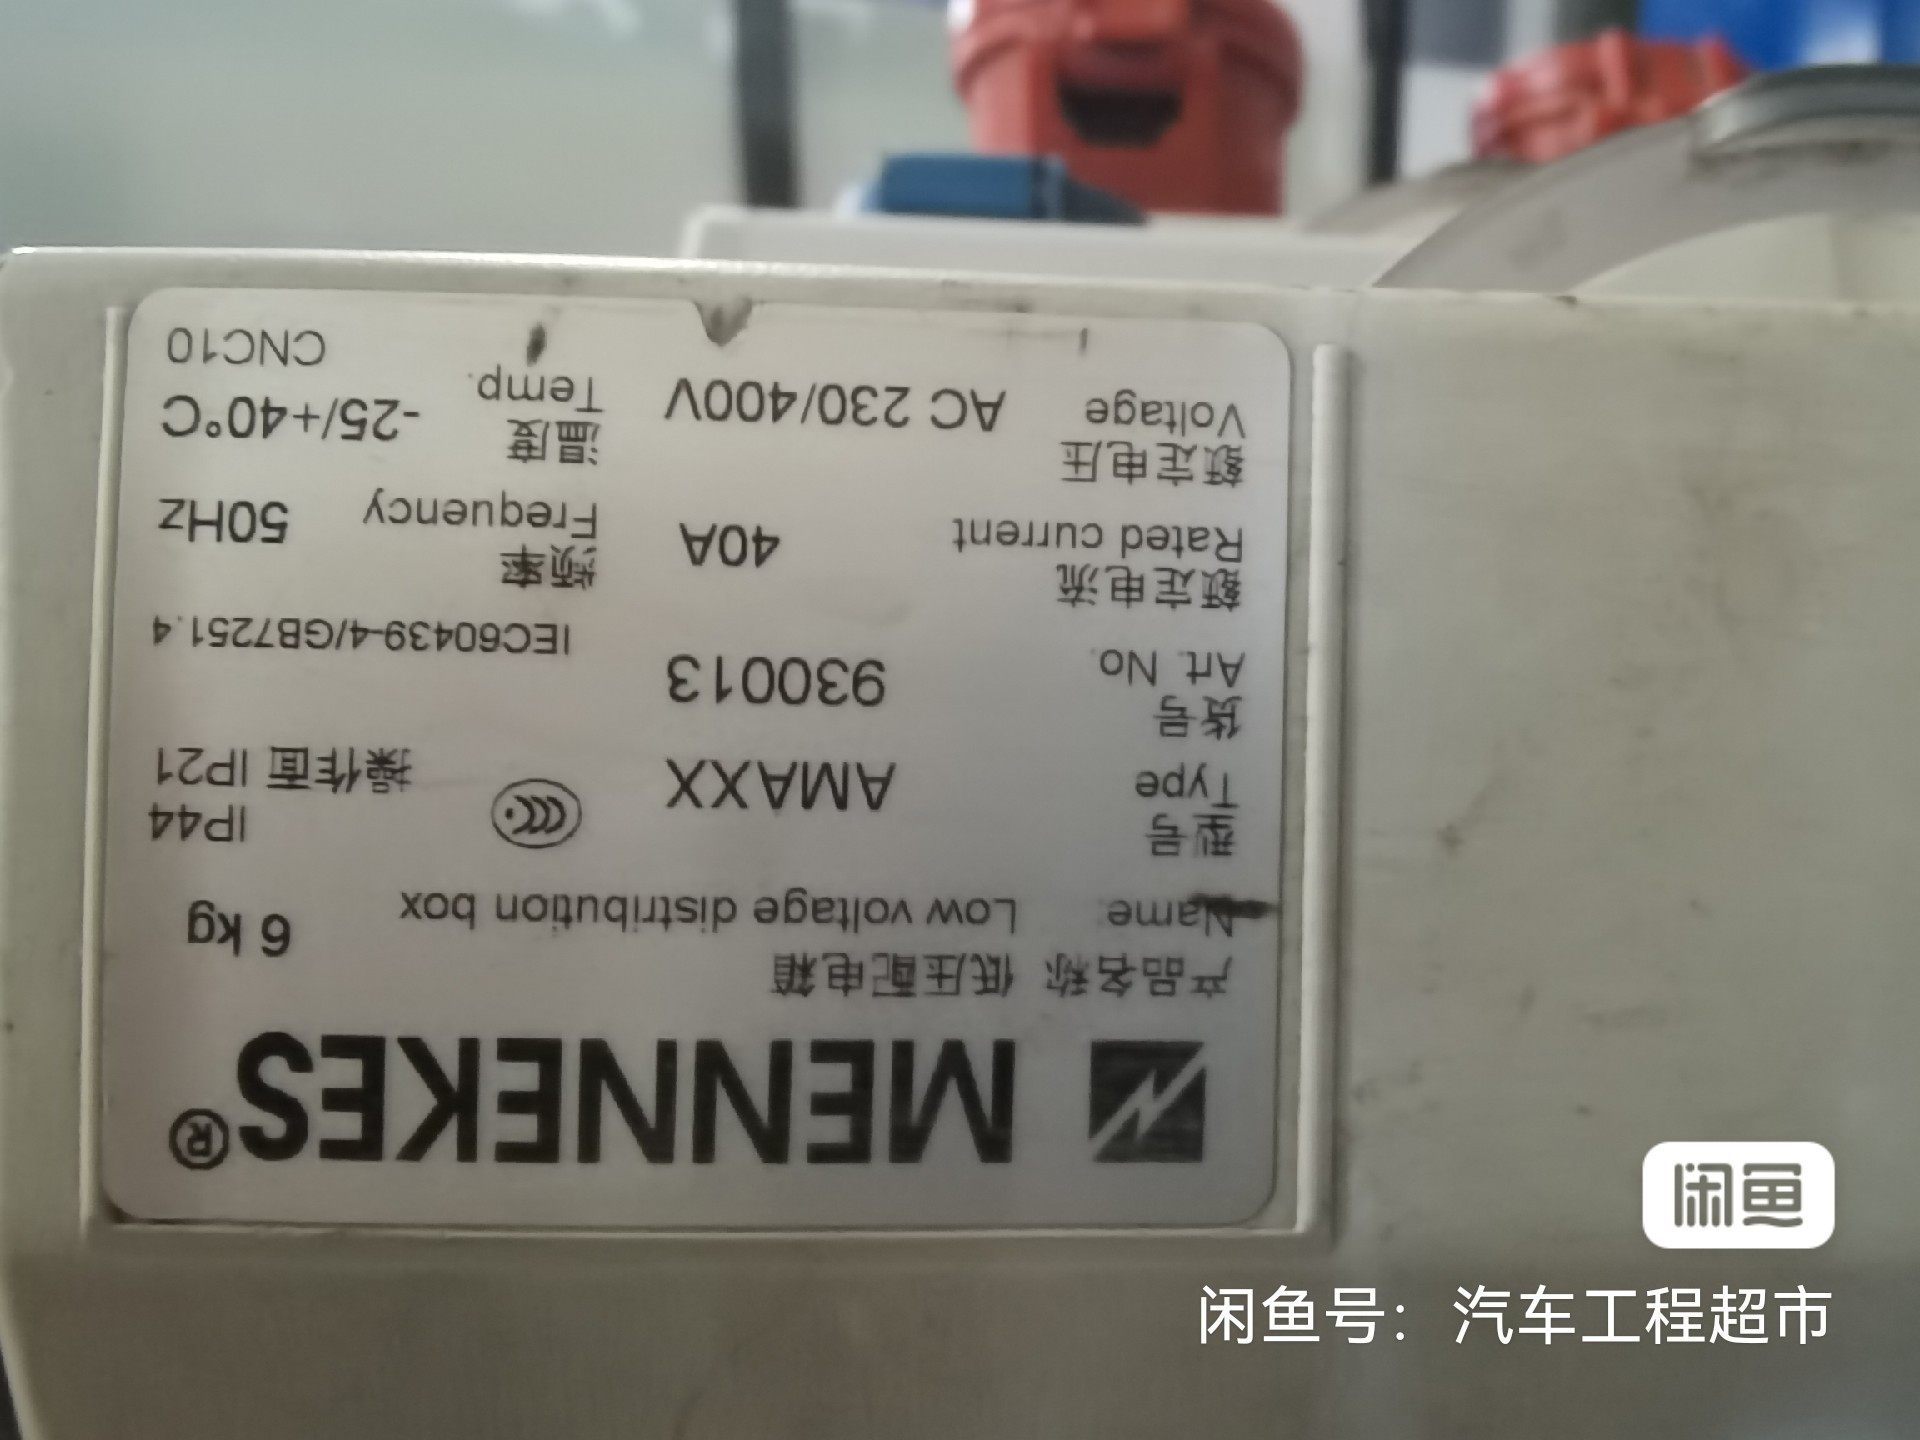 MENNEKES®
产品名称 低压配电箱
Name Low voltage distribution box 6 kg
型号
Type AMAXX
IP44
操作面 IP21
货号
Art. No. 930013
IEC60439-4/GB7251.4
额定电流
Rated current 40A
频率
Frequency 50Hz
额定电压
Voltage AC 230/400V
温度
Temp. -25/+40°C
CNC10
闲鱼
闲鱼号：汽车工程超市